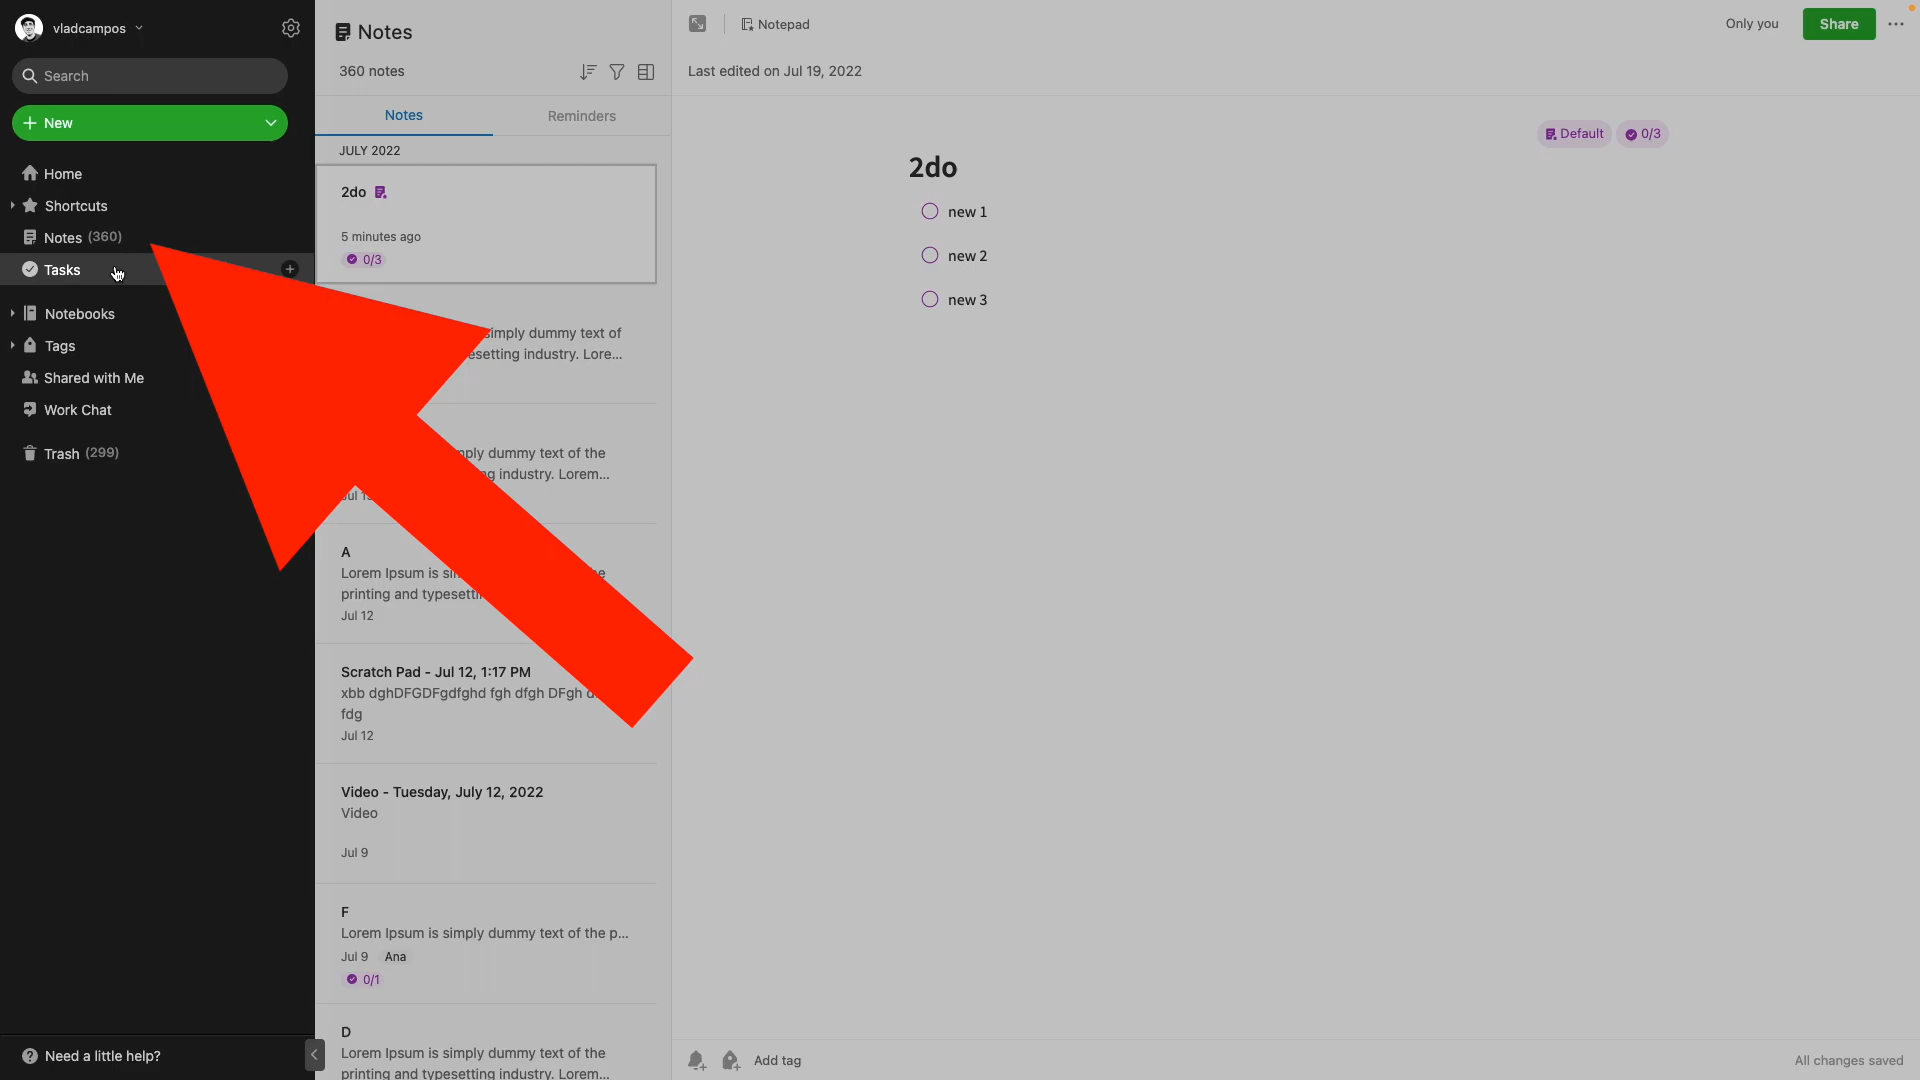 vladcampos
Search
New
Home
Shortcuts
Notes (360)
Tasks
Notebooks
Tags
Shared with Me
Work Chat
Trash (299)
Need a little help?
Notes
360 notes
Notes
Reminders
JULY 2022
2do
5 minutes ago
0/3
simply dummy text of
esetting industry. Lore...
dummy text of the
industry. Lorem...
A
Lorem Ipsum is
printing and
Jul 12
Scratch Pad - Jul 12, 1:17 PM
xbb dghDFGDFgdfghd fgh dfgh DFgh
fdg
Jul 12
Video - Tuesday, July 12, 2022
Video
Jul 9
F
Lorem Ipsum is simply dummy text of the p...
Jul 9 Ana
0/1
D
Lorem Ipsum is simply dummy text of the
printing and typesetting industry. Lorem...
Notepad
Only you
Share
Last edited on Jul 19, 2022
Default
0/3
2do
new 1
new 2
new 3
Add tag
All changes saved